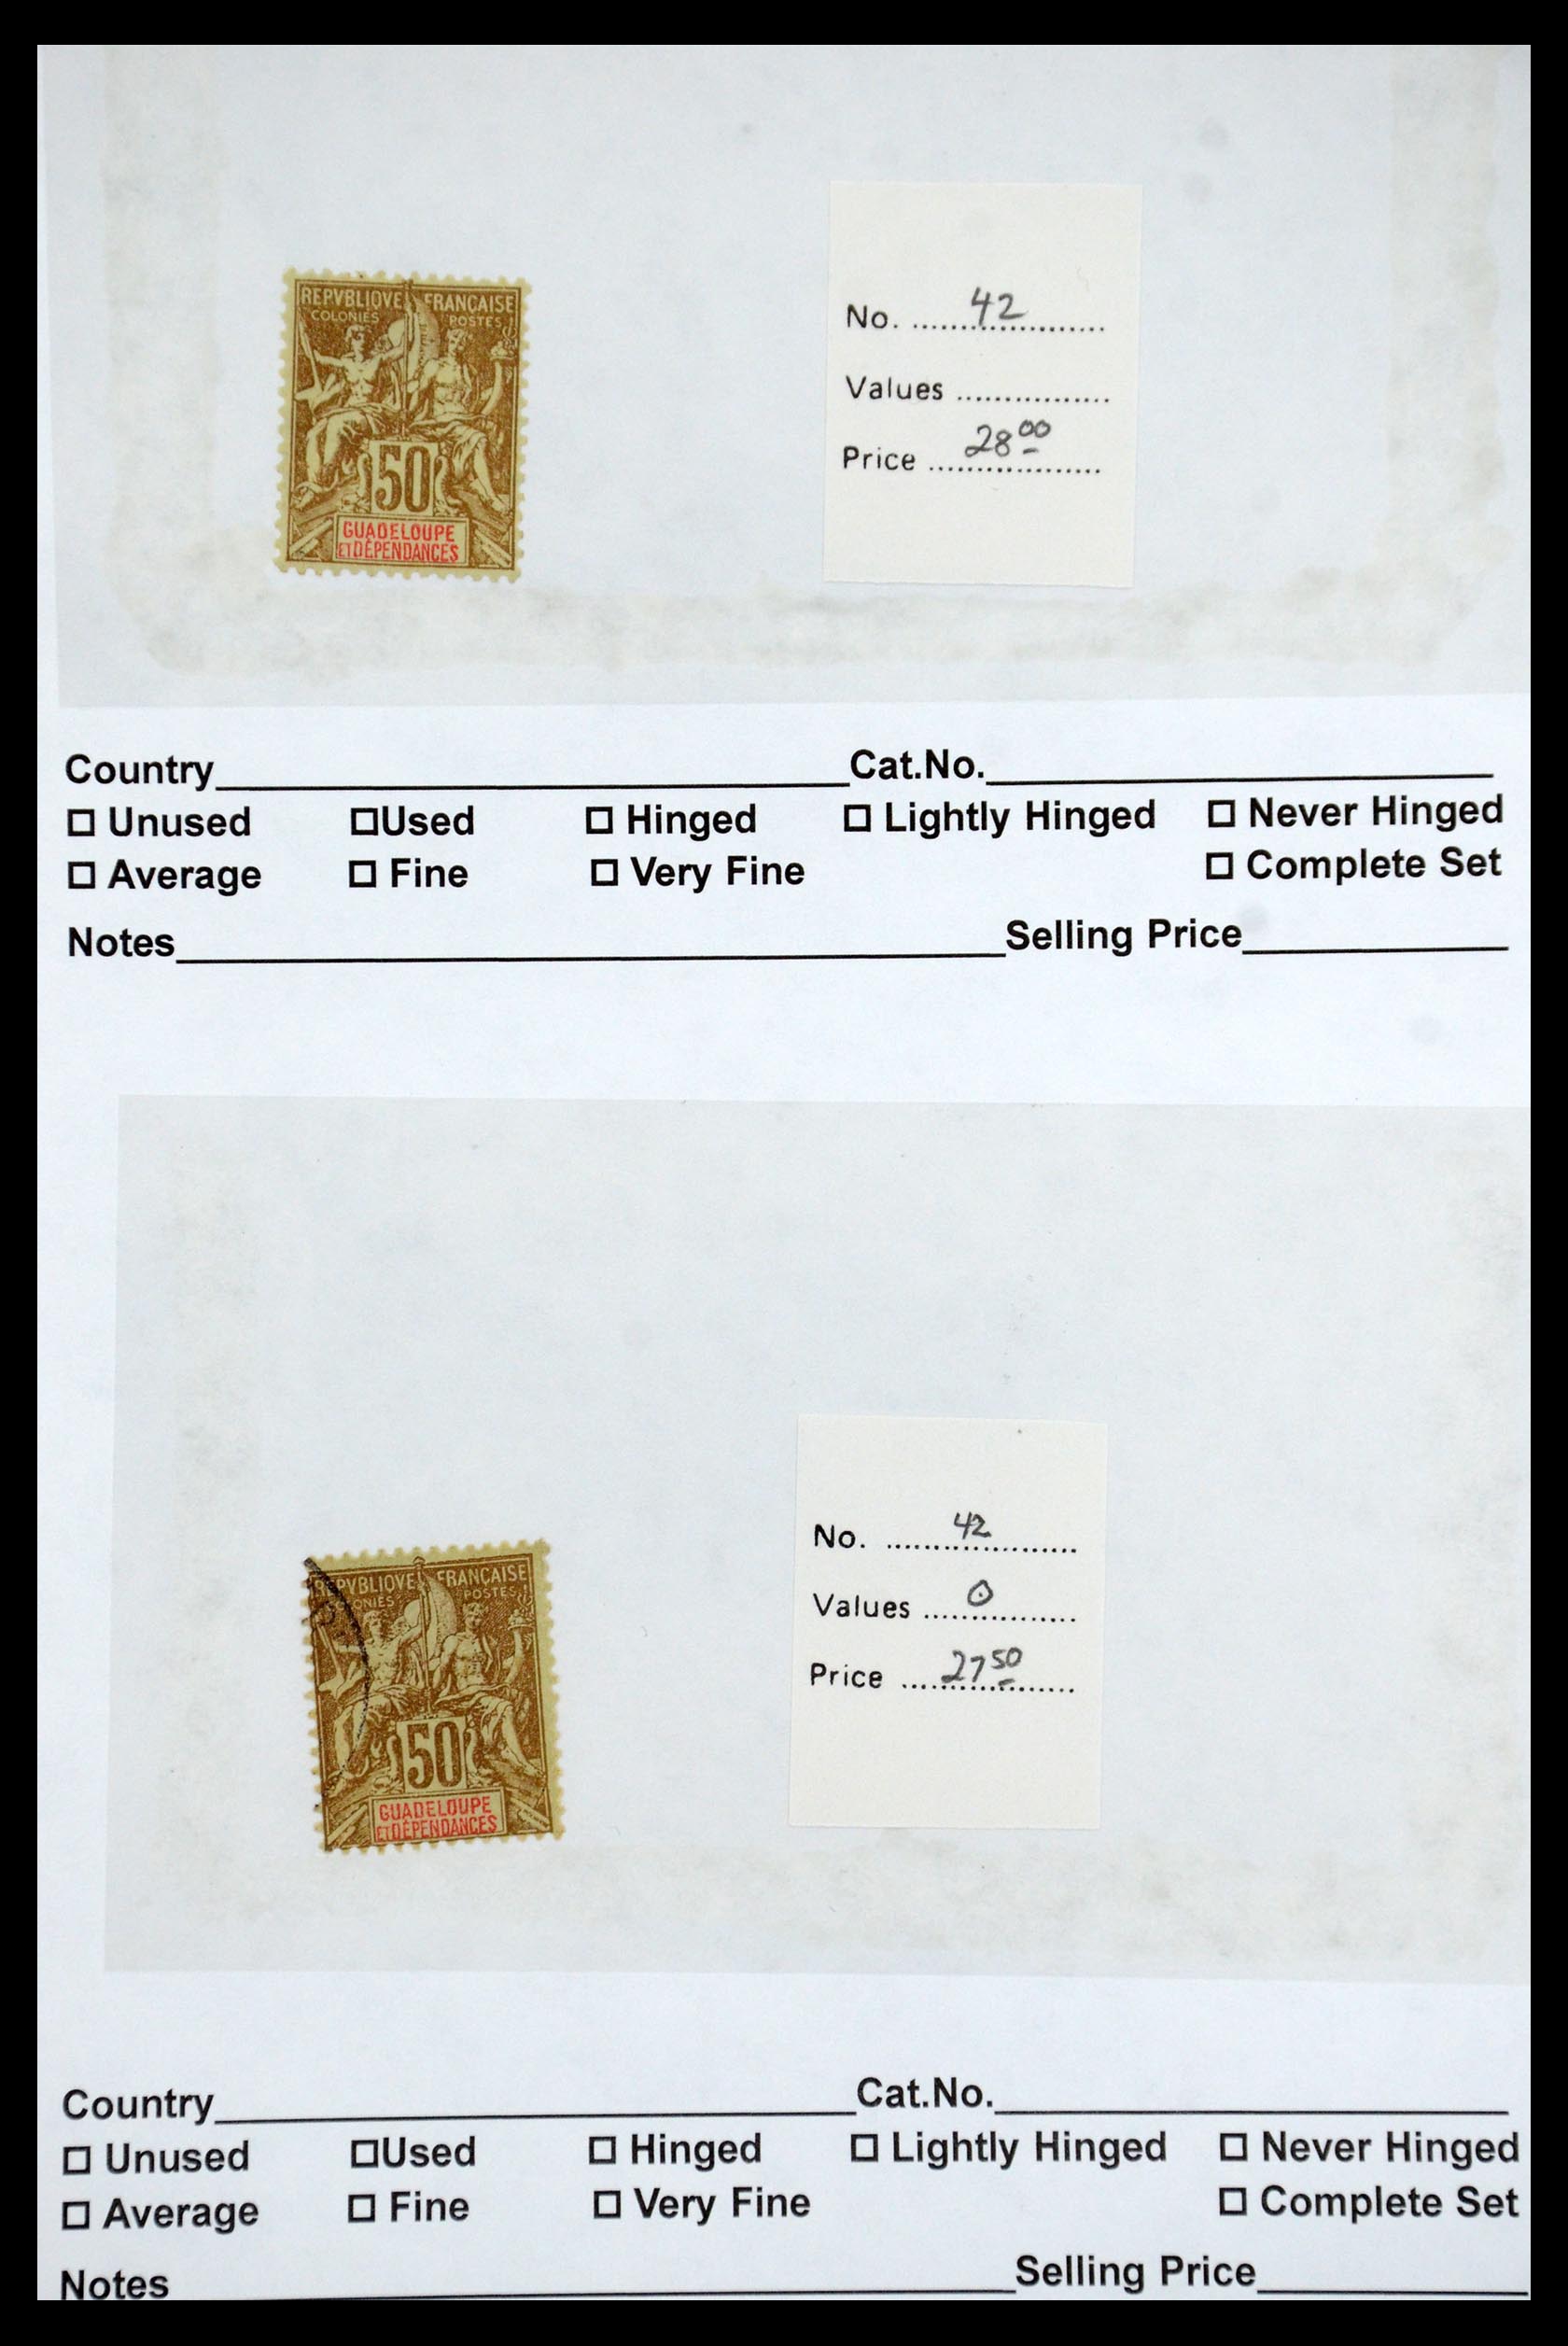 REPVBLIQVE FRANÇAISE
COLONIES POSTES
50
GUADELOUPE
ET DÉPENDANCES
No. 42
Values
Price 28 00
Country Cat.No.
Unused Used Hinged Lightly Hinged Never Hinged
Average Fine Very Fine Complete Set
Notes Selling Price
REPVBLIQVE FRANÇAISE
COLONIES POSTES
50
GUADELOUPE
ET DÉPENDANCES
No. 42
Values
Price 27 50
Country Cat.No.
Unused Used Hinged Lightly Hinged Never Hinged
Average Fine Very Fine Complete Set
Notes Selling Price